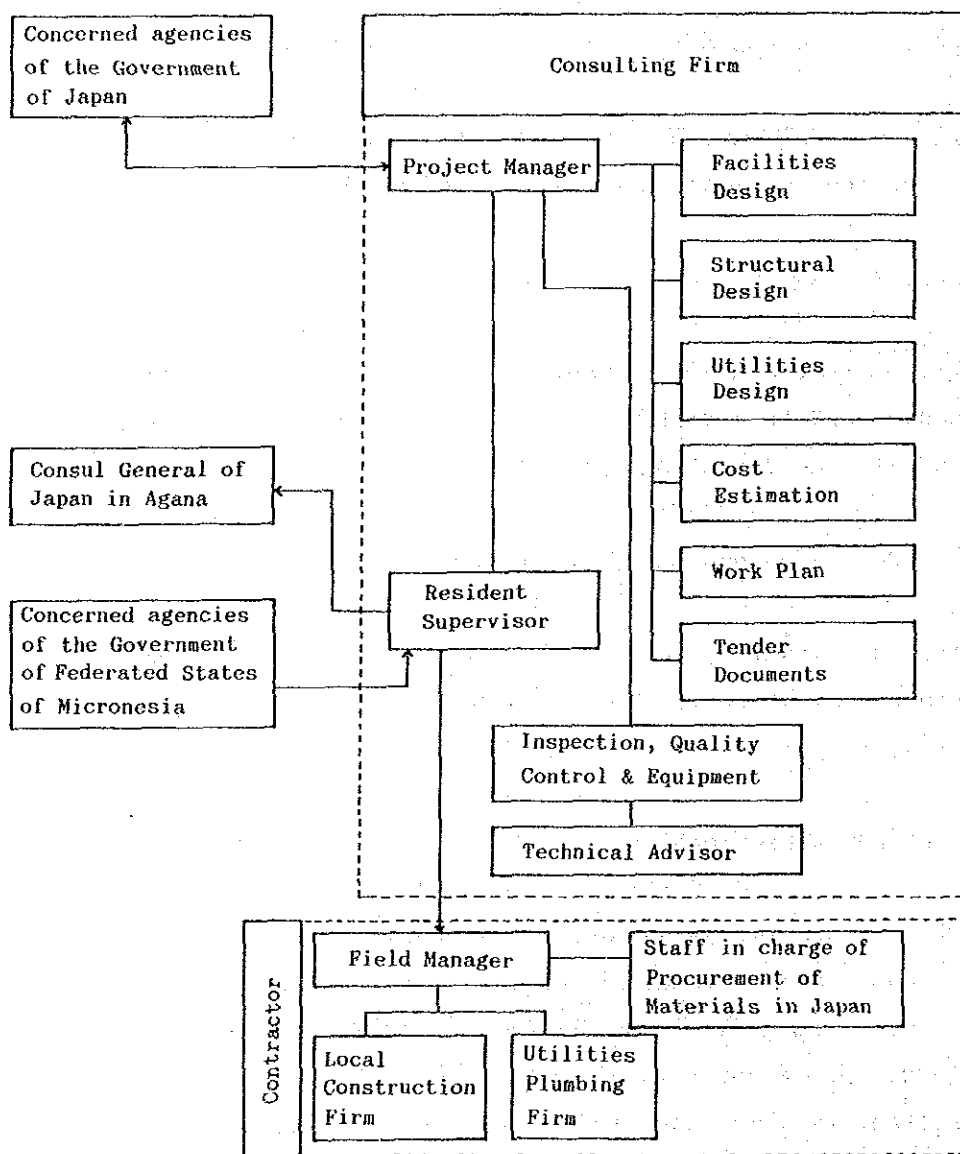 Concerned agencies
of the Government
of Japan
Consulting Firm
Project Manager
Facilities
Design
Structural
Design
Utilities
Design
Cost
Estimation
Work Plan
Tender
Documents
Consul General of
Japan in Agana
Resident
Supervisor
Concerned agencies
of the Government
of Federated States
of Micronesia
Inspection, Quality
Control & Equipment
Technical Advisor
Contractor
Field Manager
Staff in charge of
Procurement of
Materials in Japan
Local
Construction
Firm
Utilities
Plumbing
Firm